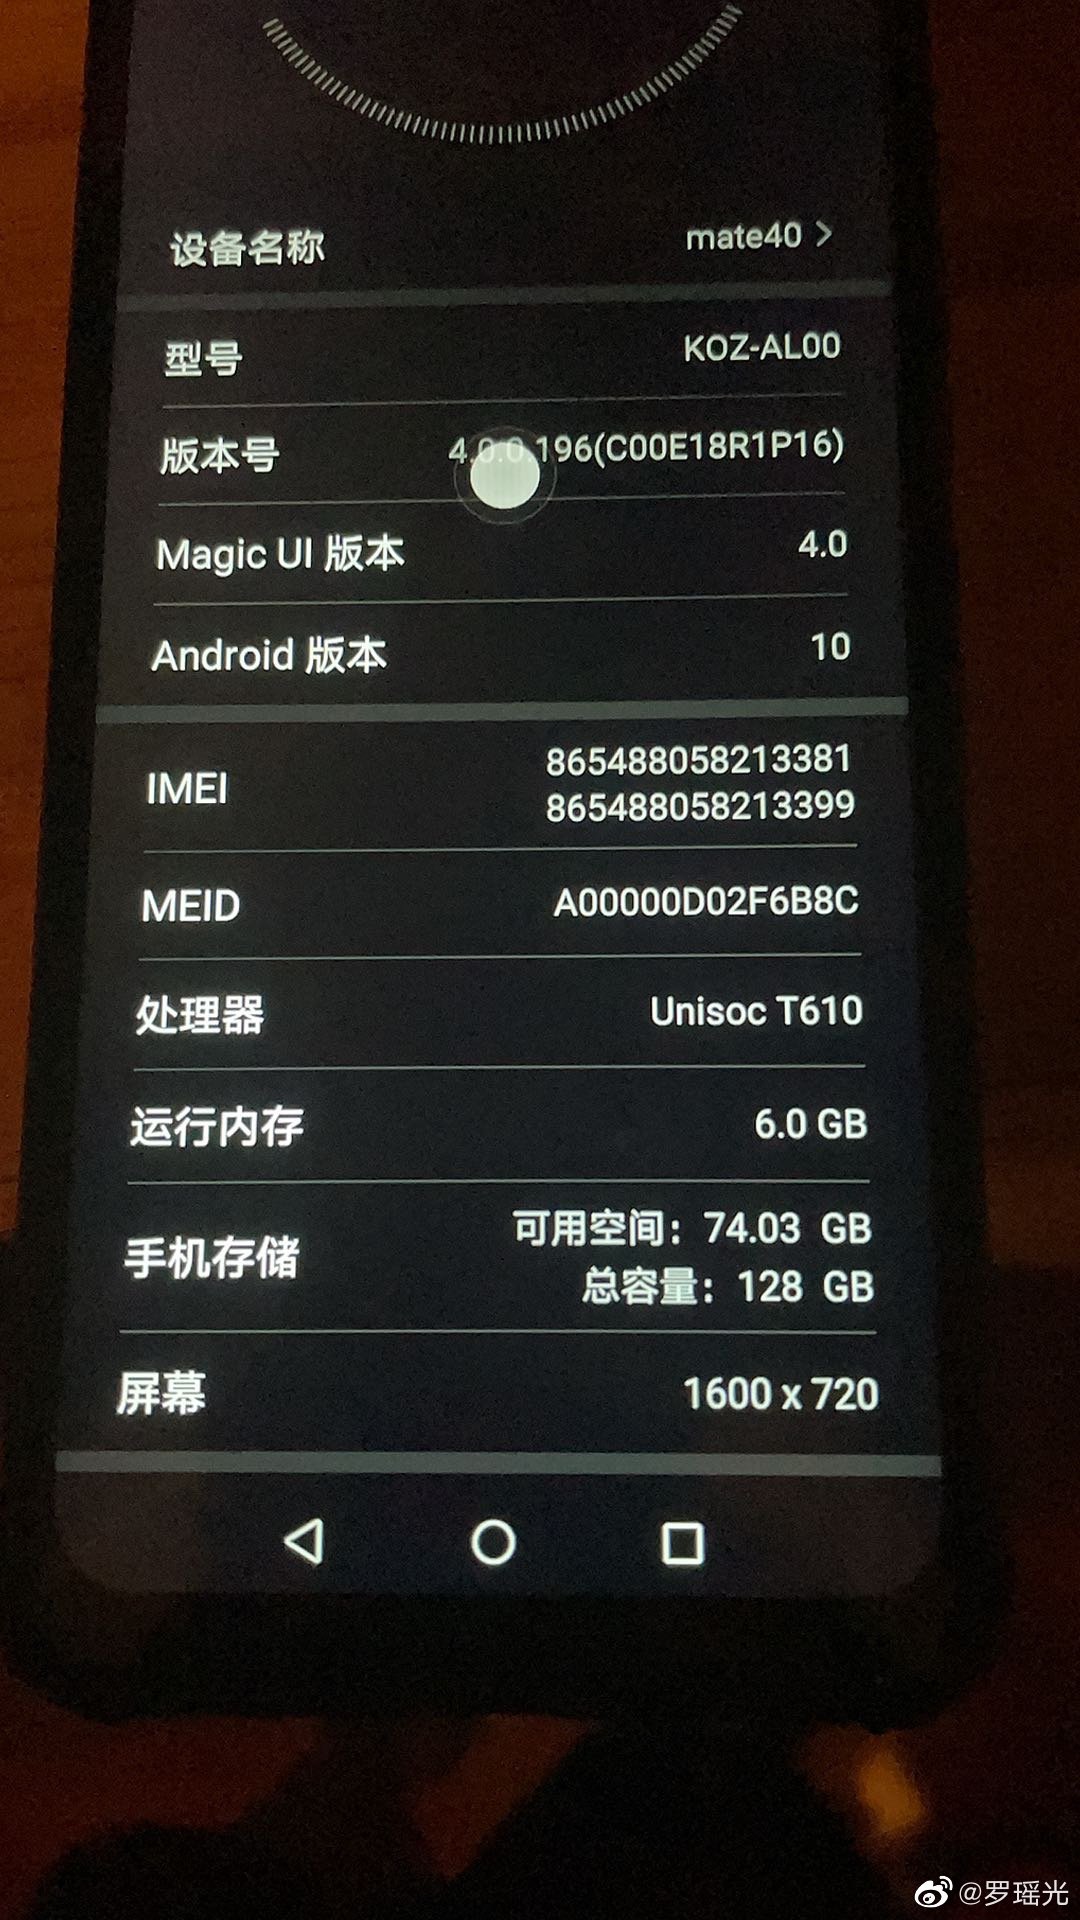 设备名称 mate40 >
型号 KOZ-AL00
版本号 4.0.0.196(C00E18R1P16)
Magic UI 版本 4.0
Android 版本 10
IMEI 865488058213381
865488058213399
MEID A00000D02F6B8C
处理器 Unisoc T610
运行内存 6.0 GB
手机存储 可用空间：74.03 GB
总容量：128 GB
屏幕 1600 x 720
@罗瑶光